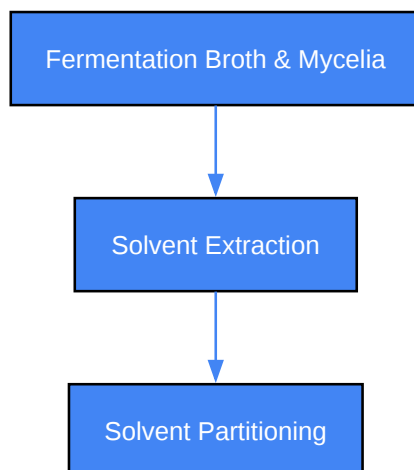 Fermentation Broth & Mycelia
Solvent Extraction
Solvent Partitioning